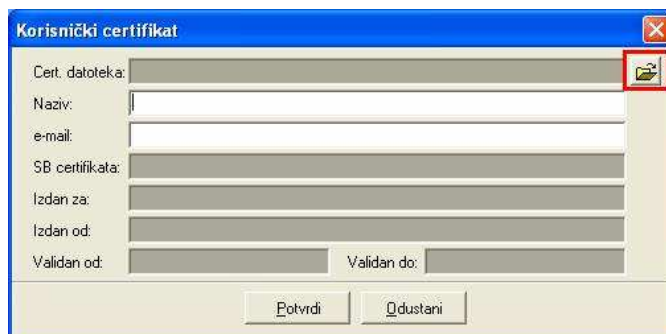 Korisnički certifikat
Cert. datoteka:
Naziv:
e-mail:
SB certifikata:
Izdan za:
Izdan od:
Validan od: Validan do:
Potvrdi Odustani